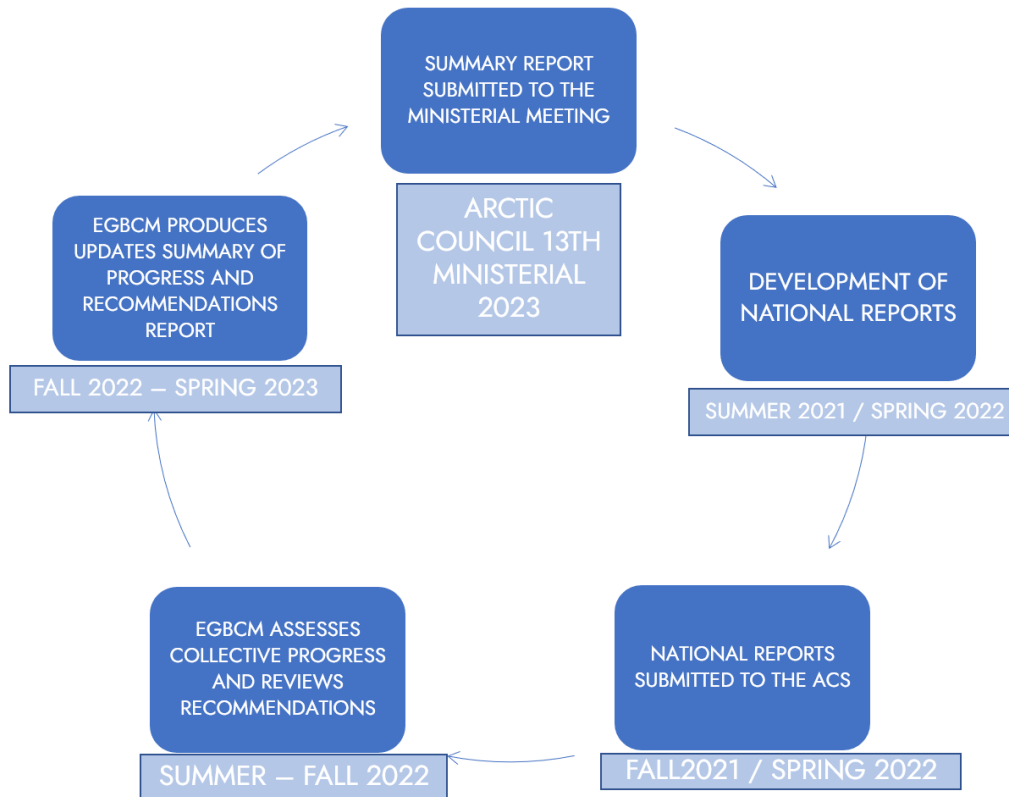 SUMMARY REPORT
SUBMITTED TO THE
MINISTERIAL MEETING
ARCTIC
COUNCIL 13TH
MINISTERIAL
2023
DEVELOPMENT OF
NATIONAL REPORTS
SUMMER 2021 / SPRING 2022
NATIONAL REPORTS
SUBMITTED TO THE ACS
FALL2021 / SPRING 2022
EGBCM ASSESSES
COLLECTIVE PROGRESS
AND REVIEWS
RECOMMENDATIONS
SUMMER – FALL 2022
EGBCM PRODUCES
UPDATES SUMMARY OF
PROGRESS AND
RECOMMENDATIONS
REPORT
FALL 2022 – SPRING 2023